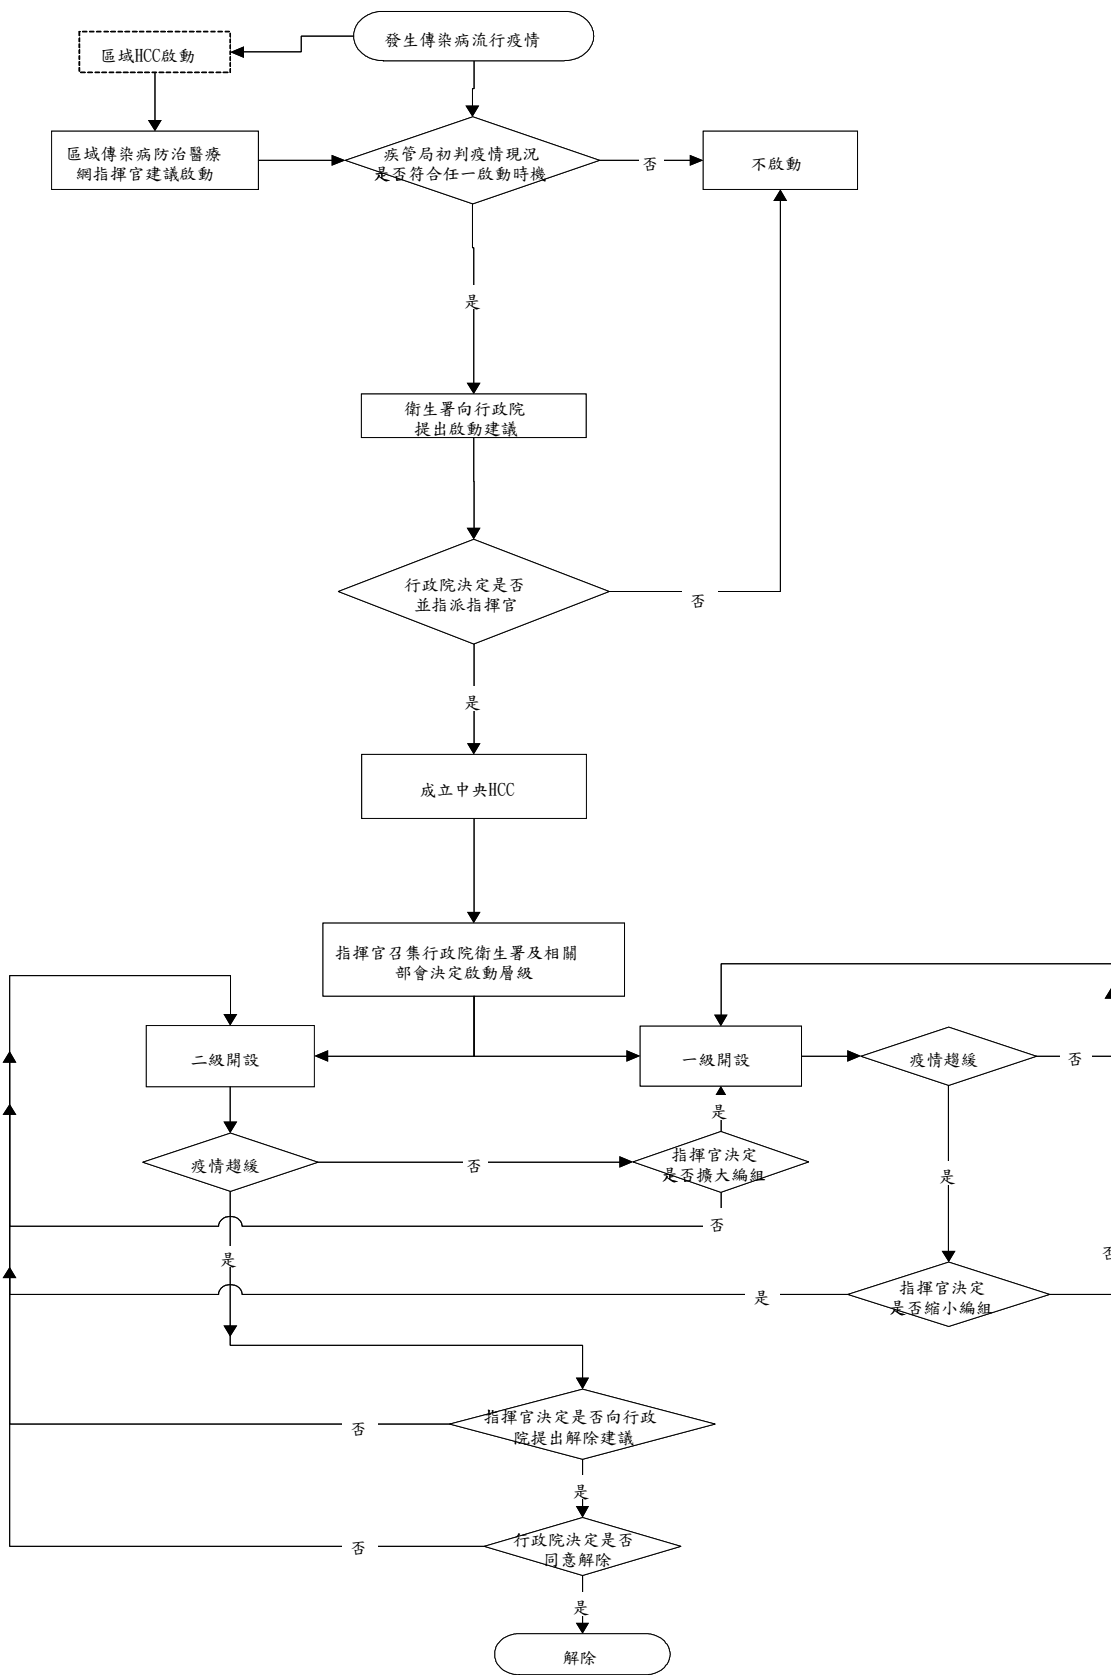 發生傳染病流行疫情
區域HCC啟動
區域傳染病防治醫療
網指揮官建議啟動
疾管局初判疫情現況
是否符合任一啟動時機
否
不啟動
是
衛生署向行政院
提出啟動建議
行政院決定是否
並指派指揮官
否
是
成立中央HCC
指揮官召集行政院衛生署及相關
部會決定啟動層級
二級開設
一級開設
疫情趨緩
否
是
疫情趨緩
否
指揮官決定
是否擴大編組
是
否
是
否
指揮官決定
是否縮小編組
是
指揮官決定是否向行政
院提出解除建議
否
是
行政院決定是否
同意解除
否
是
解除